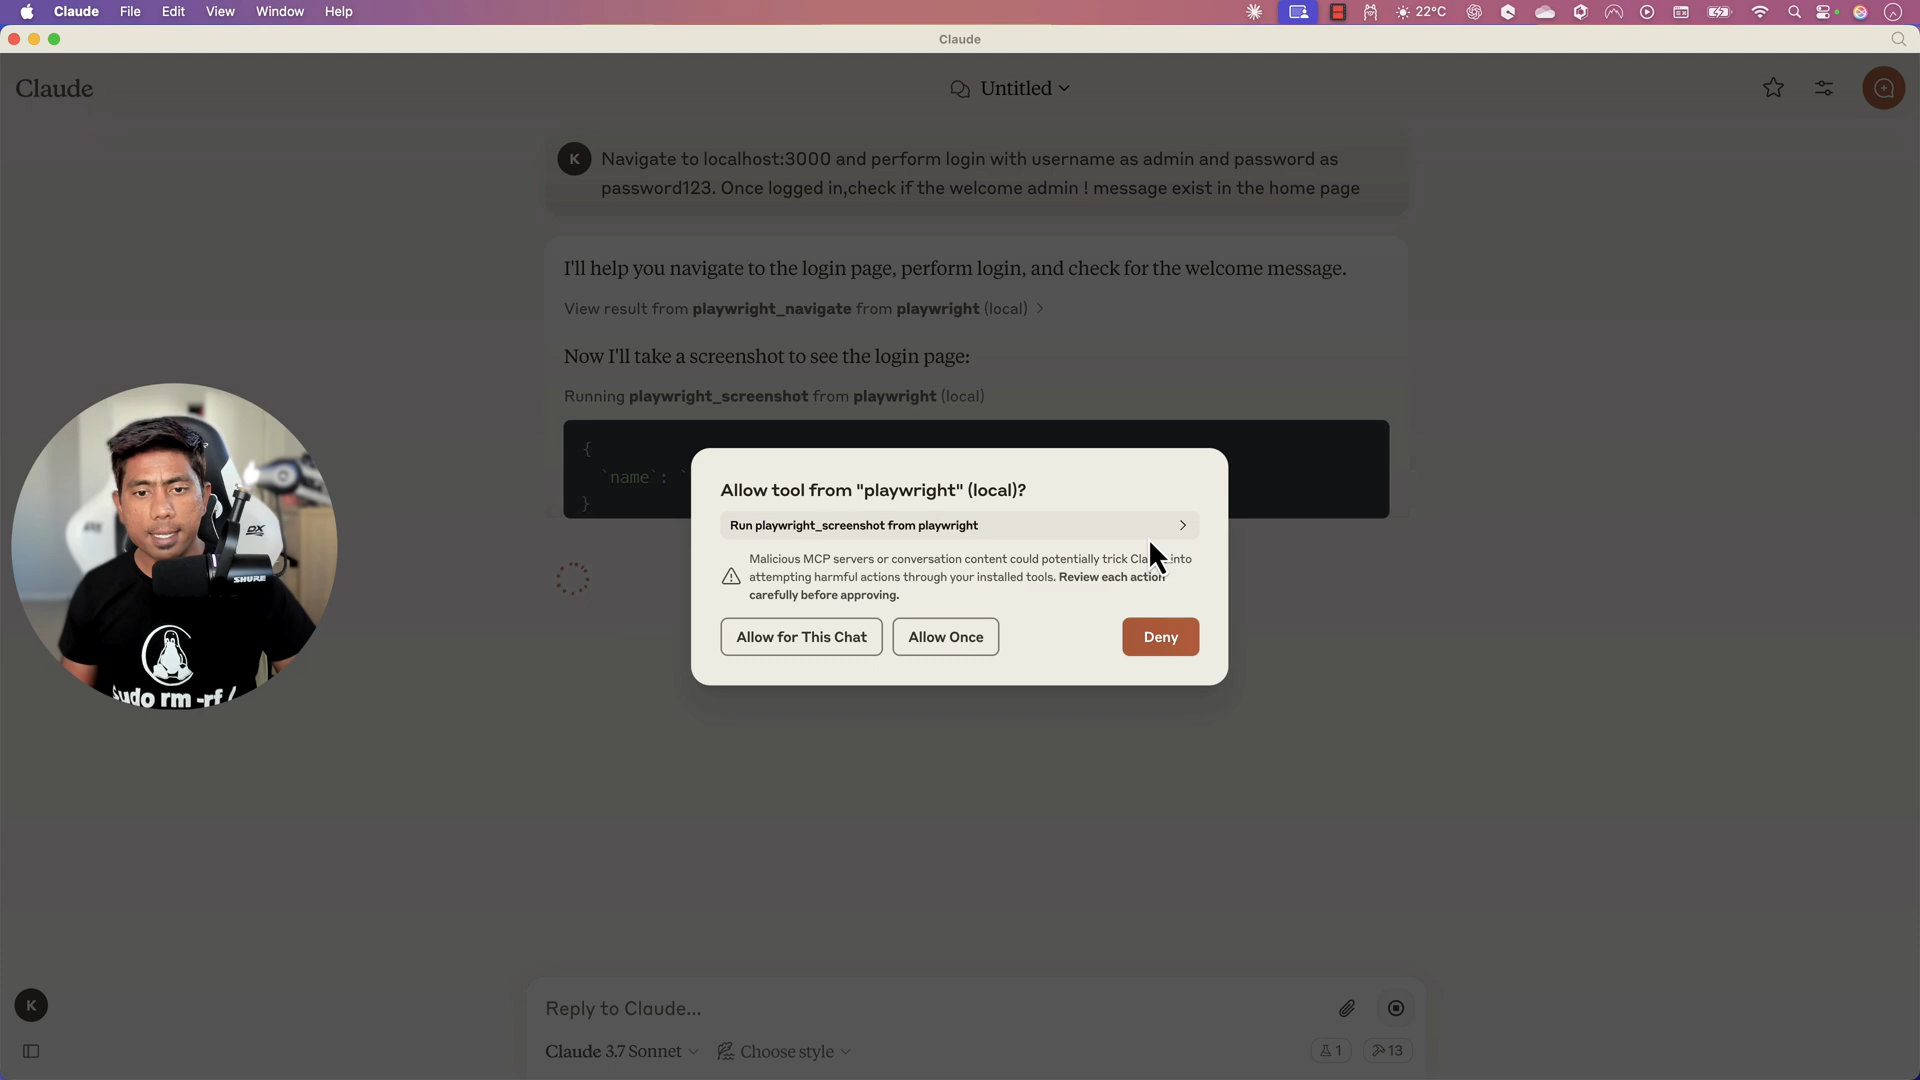 Claude File Edit View Window Help
22°C
Claude
Claude
Untitled
K
Navigate to localhost:3000 and perform login with username as admin and password as
password123. Once logged in,check if the welcome admin ! message exist in the home page
I'll help you navigate to the login page, perform login, and check for the welcome message.
View result from playwright_navigate from playwright (local)
Now I'll take a screenshot to see the login page:
Running playwright_screenshot from playwright (local)
{
`name`: `
}
Allow tool from "playwright" (local)?
Run playwright_screenshot from playwright
Malicious MCP servers or conversation content could potentially trick Cla into
attempting harmful actions through your installed tools. Review each action
carefully before approving.
Allow for This Chat
Allow Once
Deny
DX
SHURE
sudo rm -rf /
Reply to Claude...
K
Claude 3.7 Sonnet
Choose style
1
13